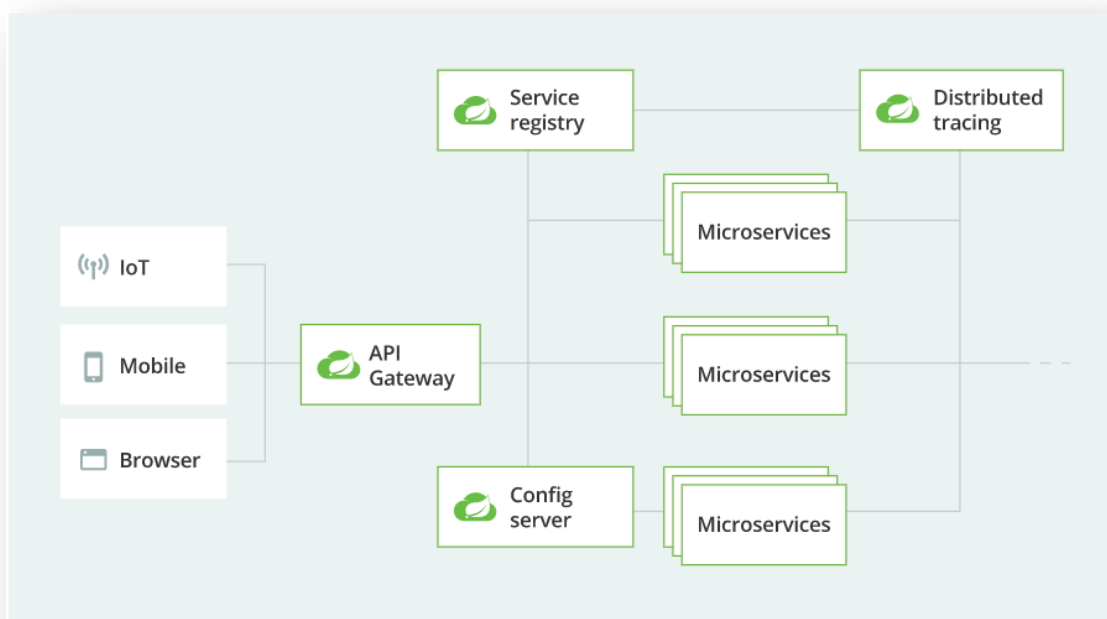 Service
registry
Distributed
tracing
Microservices
IoT
Mobile
API
Gateway
Microservices
Browser
Config
server
Microservices